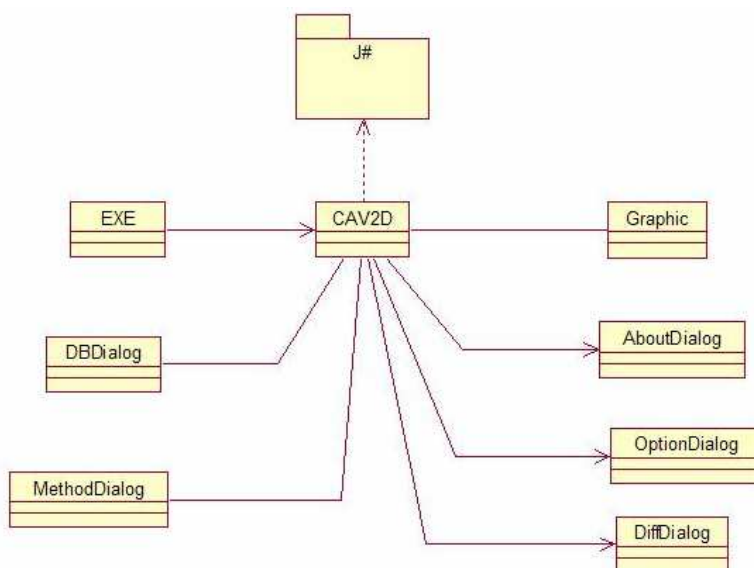 J#
EXE
CAV2D
Graphic
DBDialog
AboutDialog
OptionDialog
MethodDialog
DiffDialog